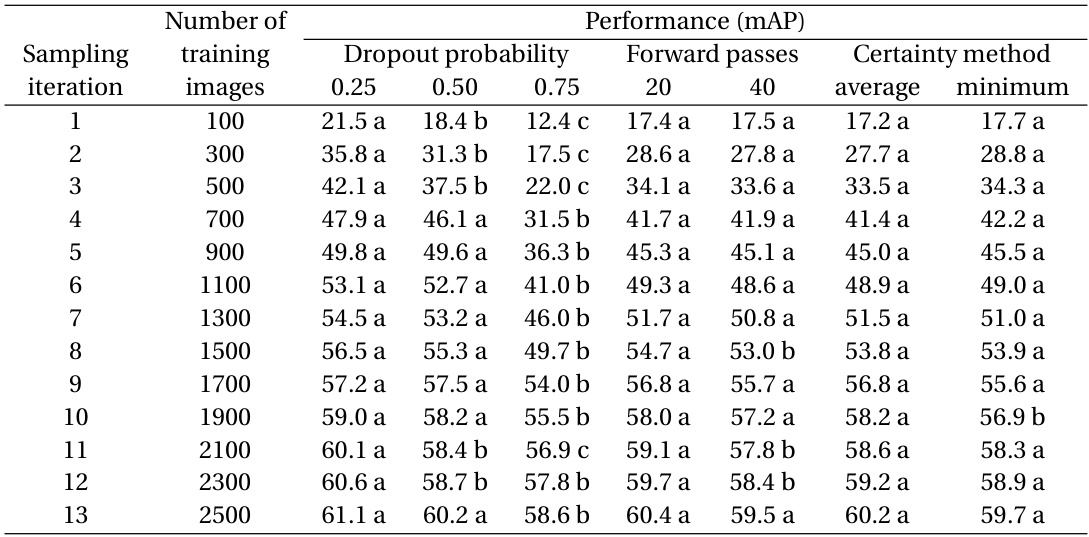 Number of Performance (mAP)
Sampling training Dropout probability Forward passes Certainty method
iteration images 0.25 0.50 0.75 20 40 average minimum
1 100 21.5 a 18.4 b 12.4 c 17.4 a 17.5 a 17.2 a 17.7 a
2 300 35.8 a 31.3 b 17.5 c 28.6 a 27.8 a 27.7 a 28.8 a
3 500 42.1 a 37.5 b 22.0 c 34.1 a 33.6 a 33.5 a 34.3 a
4 700 47.9 a 46.1 a 31.5 b 41.7 a 41.9 a 41.4 a 42.2 a
5 900 49.8 a 49.6 a 36.3 b 45.3 a 45.1 a 45.0 a 45.5 a
6 1100 53.1 a 52.7 a 41.0 b 49.3 a 48.6 a 48.9 a 49.0 a
7 1300 54.5 a 53.2 a 46.0 b 51.7 a 50.8 a 51.5 a 51.0 a
8 1500 56.5 a 55.3 a 49.7 b 54.7 a 53.0 b 53.8 a 53.9 a
9 1700 57.2 a 57.5 a 54.0 b 56.8 a 55.7 a 56.8 a 55.6 a
10 1900 59.0 a 58.2 a 55.5 b 58.0 a 57.2 a 58.2 a 56.9 b
11 2100 60.1 a 58.4 b 56.9 c 59.1 a 57.8 b 58.6 a 58.3 a
12 2300 60.6 a 58.7 b 57.8 b 59.7 a 58.4 b 59.2 a 58.9 a
13 2500 61.1 a 60.2 a 58.6 b 60.4 a 59.5 a 60.2 a 59.7 a